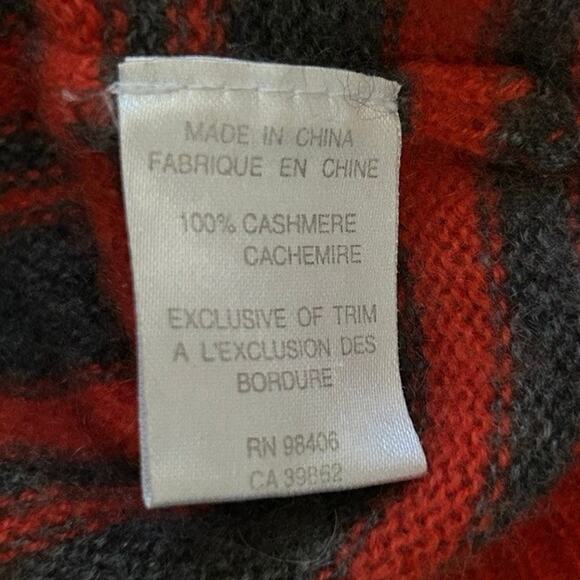 MADE IN CHINA
FABRIQUE EN CHINE
100% CASHMERE
CACHEMIRE
EXCLUSIVE OF TRIM
A L'EXCLUSION DES
BORDURE
RN 98406
CA 39862